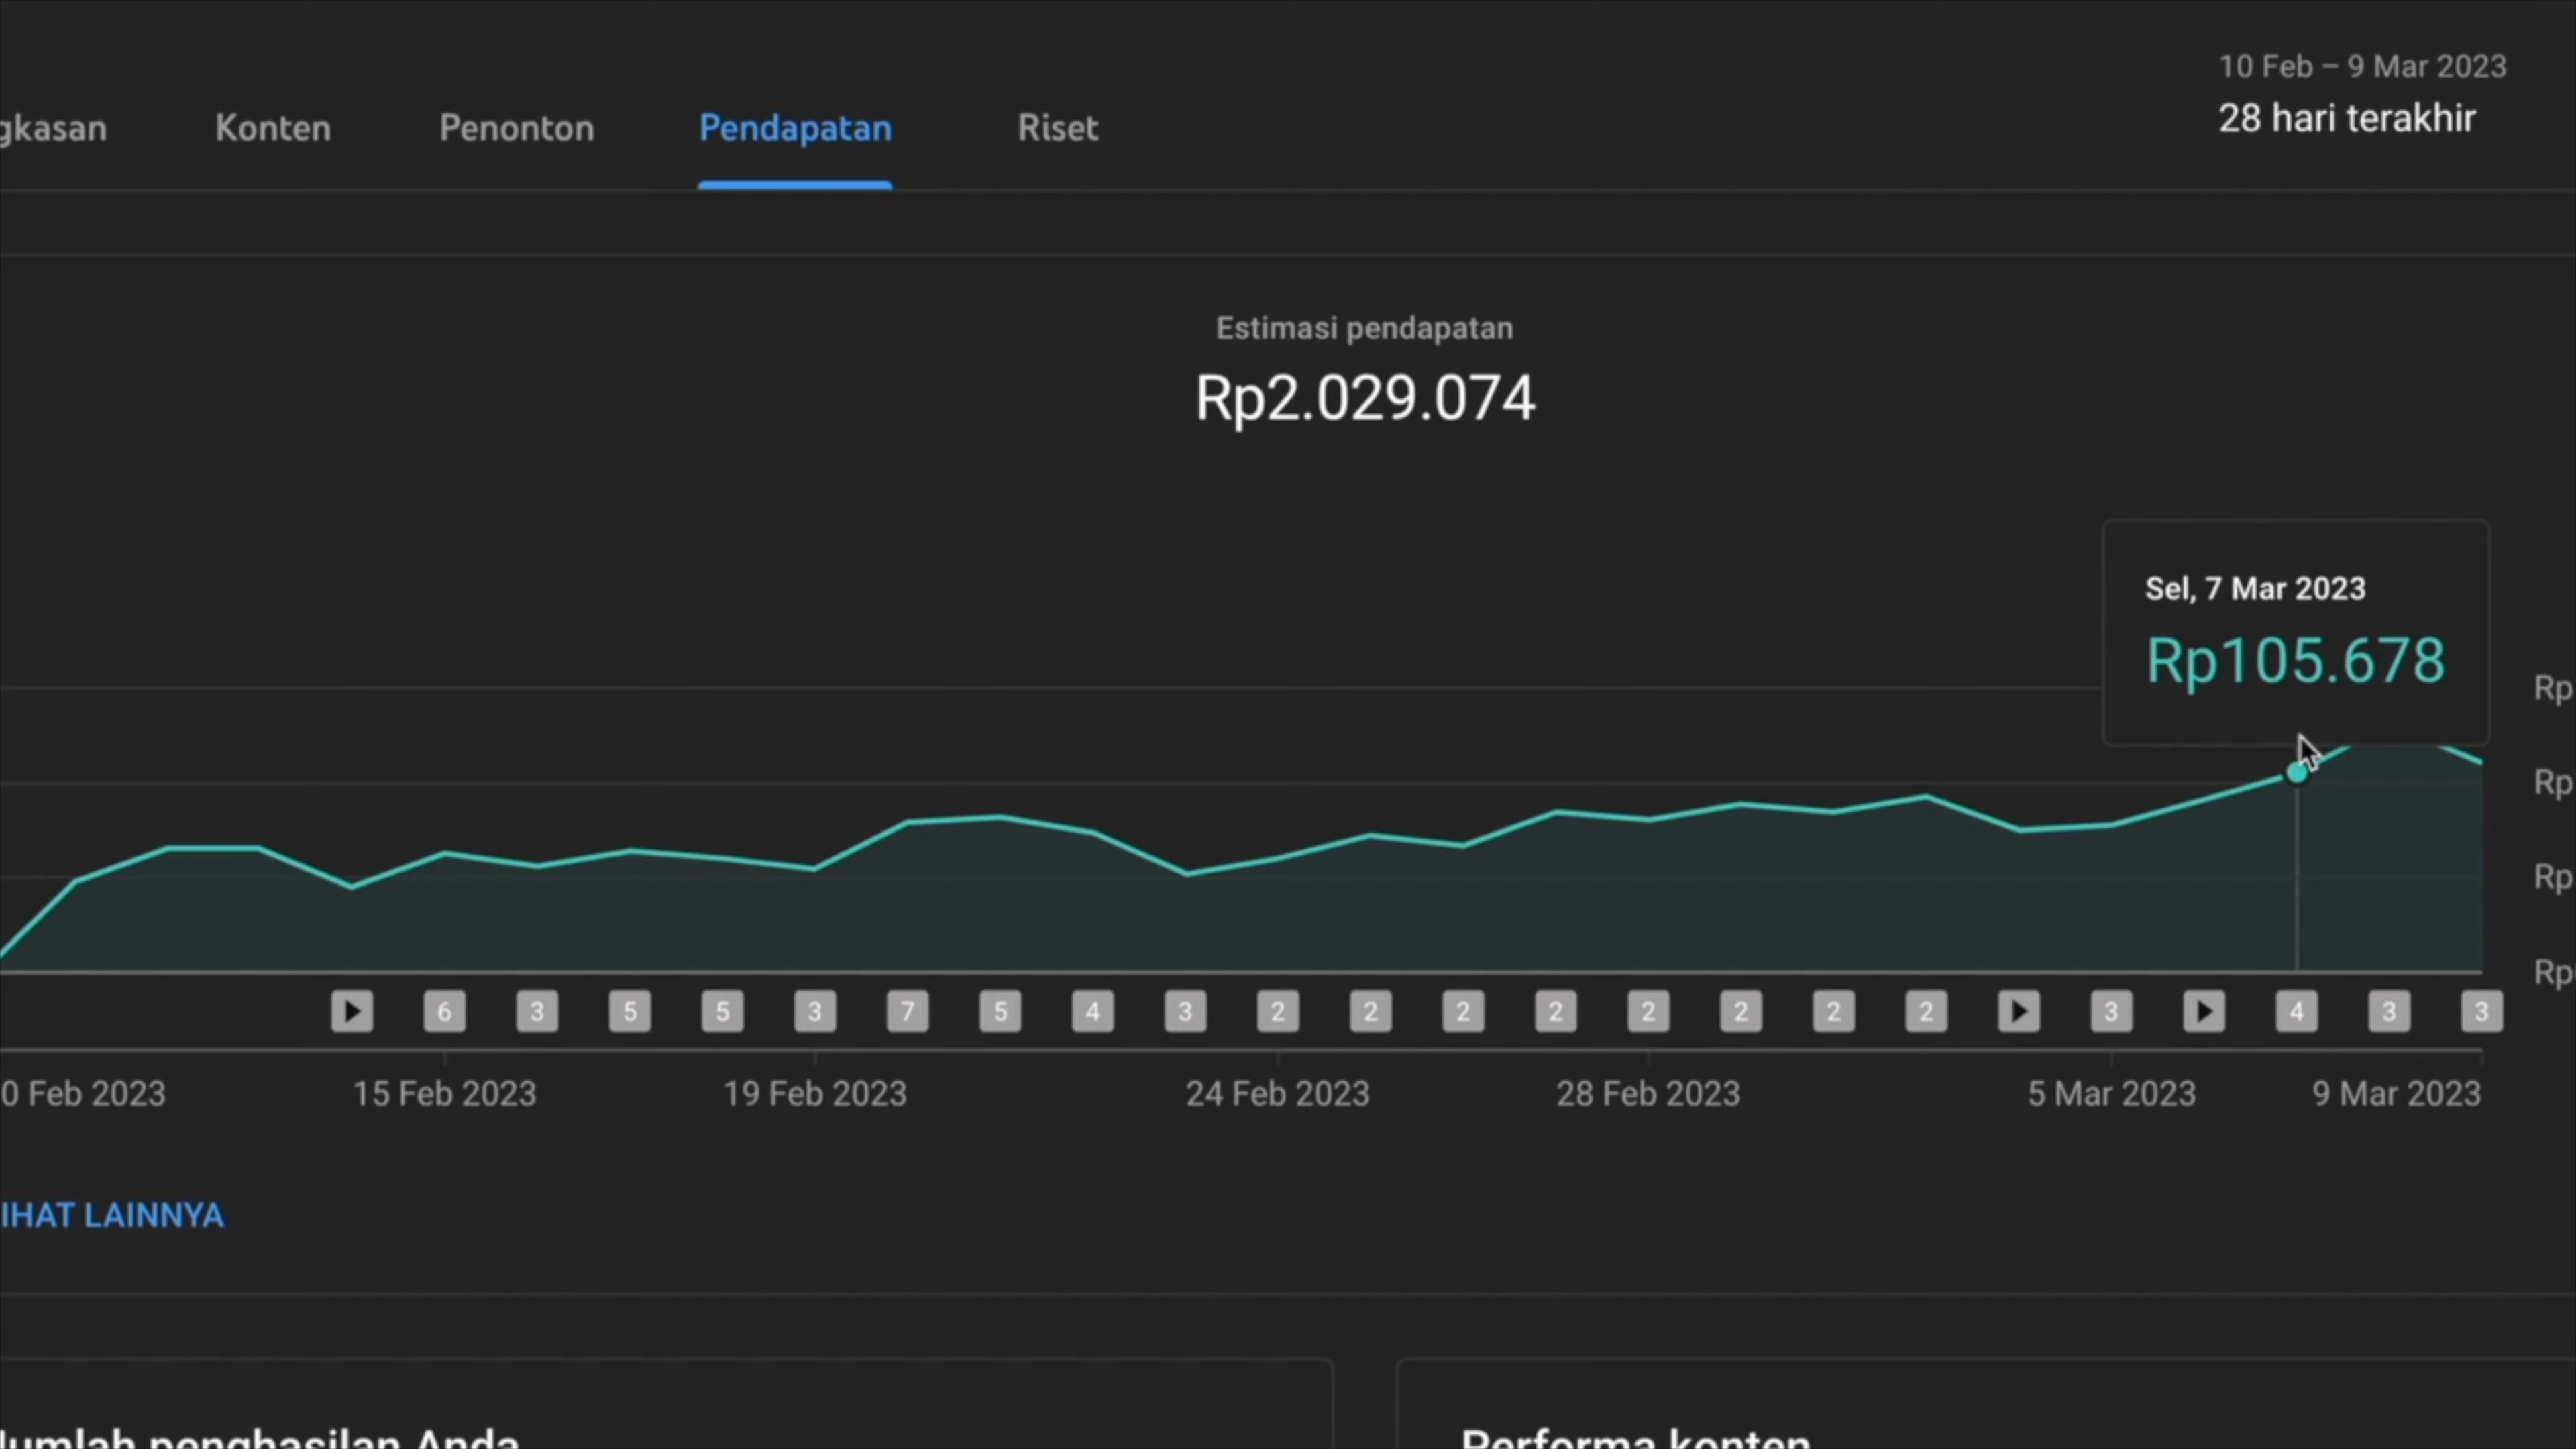 10 Feb – 9 Mar 2023
28 hari terakhir
gkasan Konten Penonton Pendapatan Riset
Estimasi pendapatan
Rp2.029.074
Sel, 7 Mar 2023
Rp105.678
Rp
Rp
Rp
Rp
6 3 5 5 3 7 5 4 3 2 2 2 2 2 2 2 2 3 4 3 3
0 Feb 2023 15 Feb 2023 19 Feb 2023 24 Feb 2023 28 Feb 2023 5 Mar 2023 9 Mar 2023
IHAT LAINNYA
Jumlah penghasilan Anda Performa konten